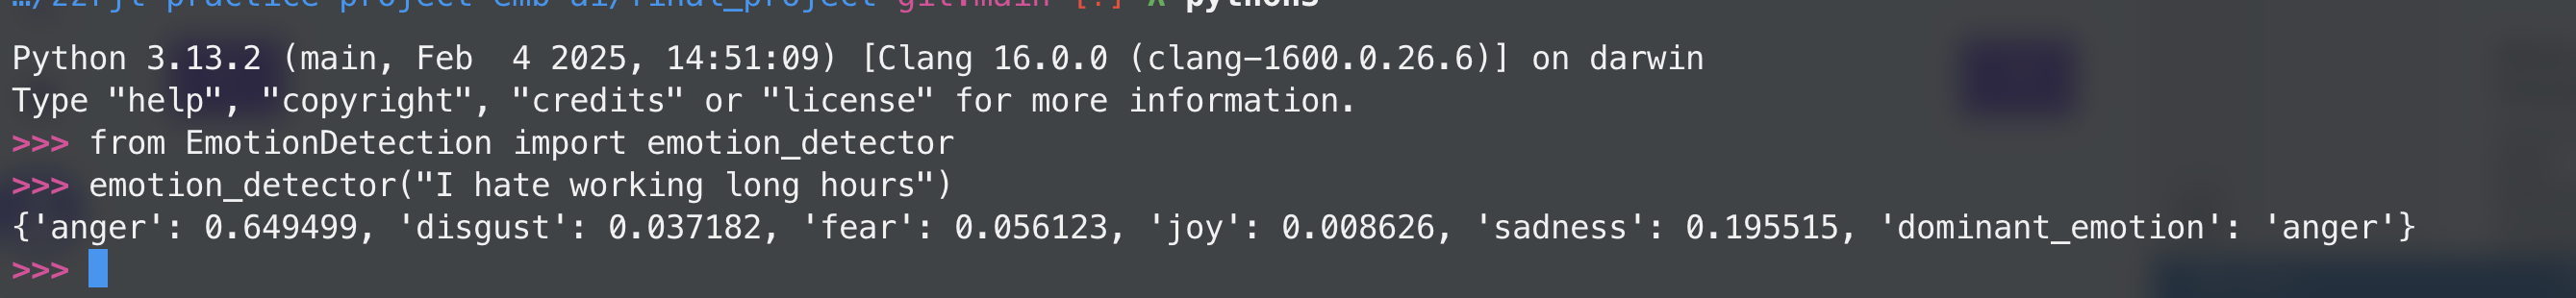 Python 3.13.2 (main, Feb  4 2025, 14:51:09) [Clang 16.0.0 (clang-1600.0.26.6)] on darwin
Type "help", "copyright", "credits" or "license" for more information.
>>> from EmotionDetection import emotion_detector
>>> emotion_detector("I hate working long hours")
{'anger': 0.649499, 'disgust': 0.037182, 'fear': 0.056123, 'joy': 0.008626, 'sadness': 0.195515, 'dominant_emotion': 'anger'}
>>>